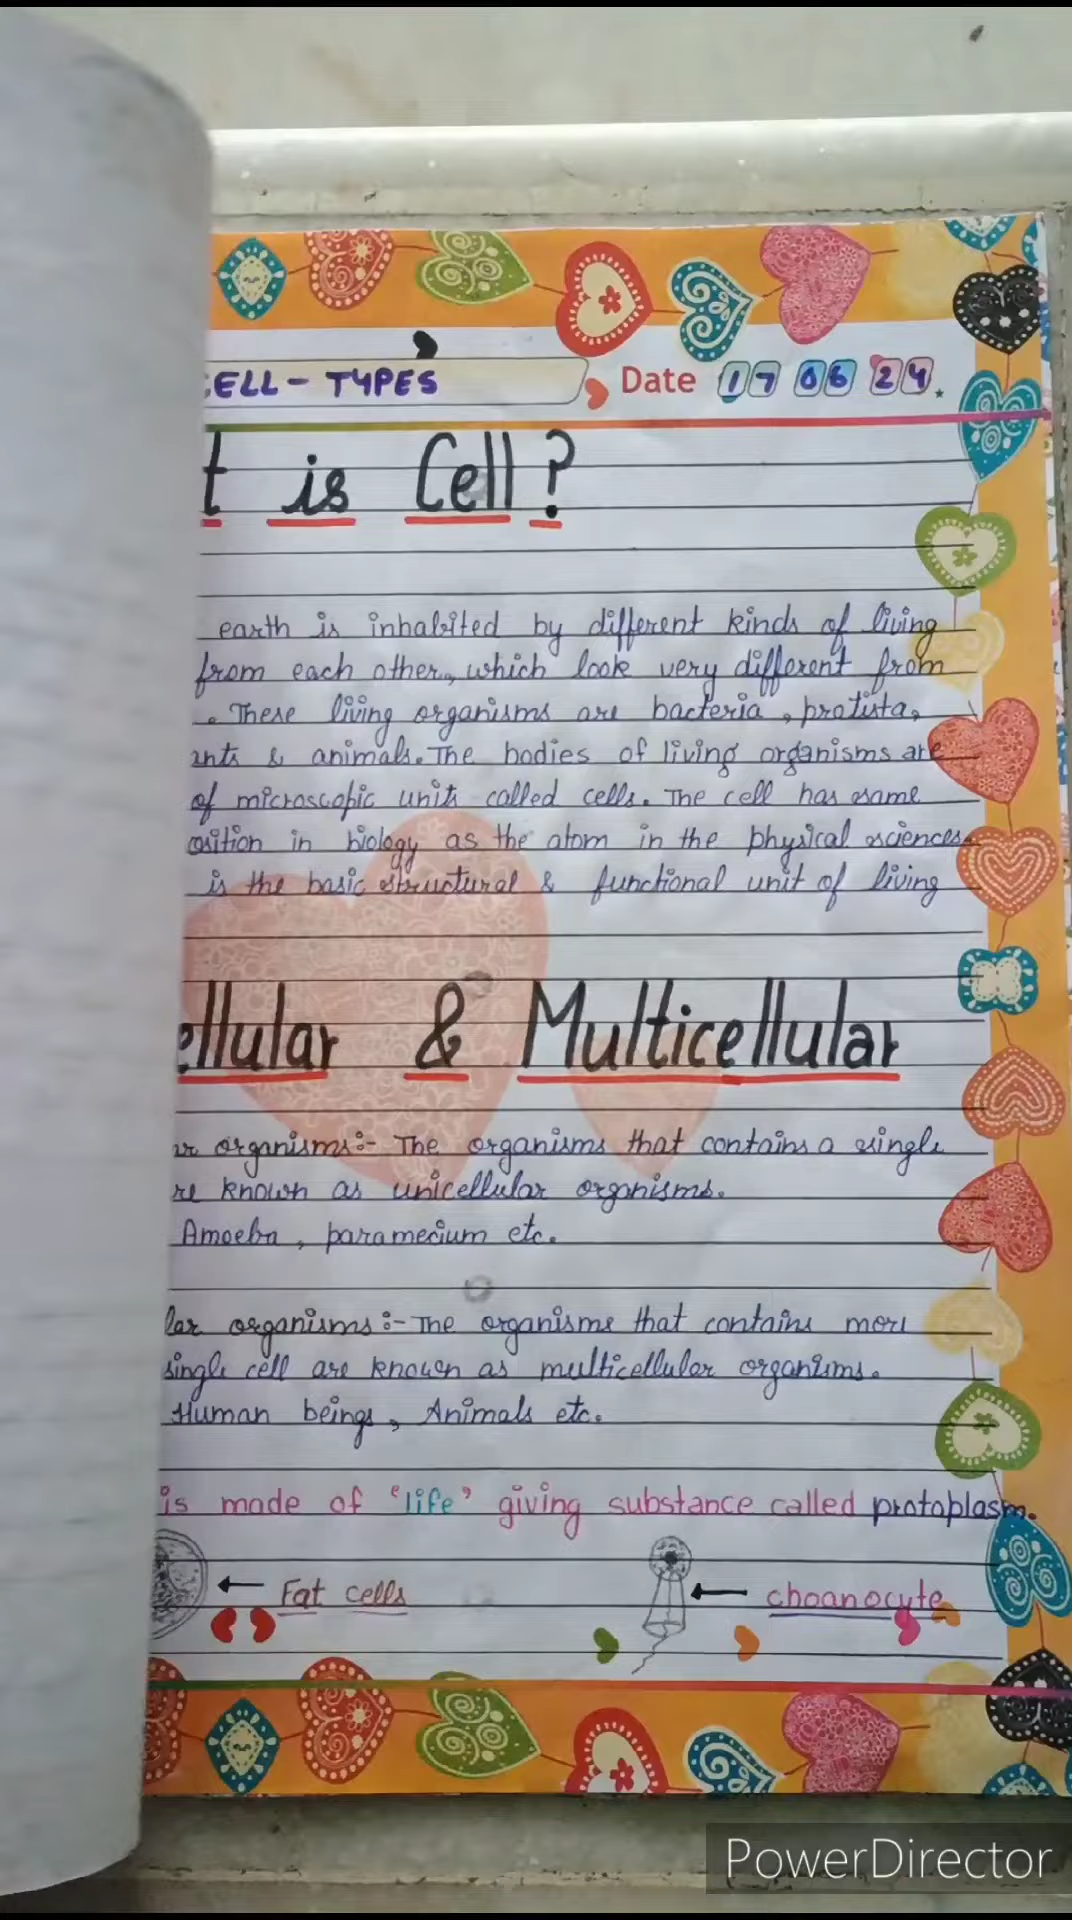 CELL - TYPES Date 17 06 24.
t is Cell?
earth is inhabited by different kinds of living
from each other, which look very different from
. These living organisms are bacteria, protista,
ants & animals. The bodies of living organisms are
of microscopic units called cells. The cell has same
osition in biology as the atom in the physical sciences.
is the basic structural & functional unit of living
ellular & Multicellular
ar organisms:- The organisms that contains a single
re known as unicellular organisms.
Amoeba, paramecium etc.
lar organisms:- The organisms that contains more
single cell are known as multicellular organisms.
Human beings, Animals etc.
is made of 'life' giving substance called protoplasm.
← Fat cells ← choanocyte
PowerDirector